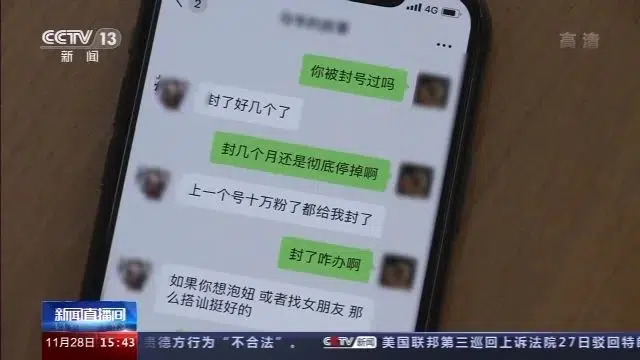 CCTV 13
新闻
高清
2
4G
你被封号过吗
封了好几个了
封几个月还是彻底停掉啊
上一个号十万粉了都给我封了
封了咋办啊
如果你想泡妞 或者找女朋友 那
么搭讪挺好的
新闻直播间
11月28日 15:43
贵德方行为“不合法”。 CCTV新闻 美国联邦第三巡回上诉法院27日驳回特